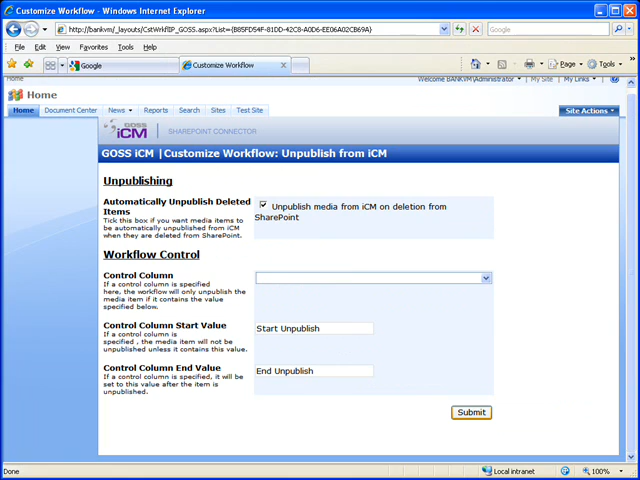 Customize Workflow - Windows Internet Explorer
http://bankvm/_layouts/CstWrkflIP_GOSS.aspx?List={B85FD54F-81DD-42C8-A0D6-EE06A02CB69A}
Google
File Edit View Favorites Tools Help
Google
Customize Workflow
Page
Tools
Home
Welcome BANKVM\Administrator
My Site
My Links
Home
Home
Document Center
News
Reports
Search
Sites
Test Site
Site Actions
GOSS
iCM
SHAREPOINT CONNECTOR
GOSS iCM | Customize Workflow: Unpublish from iCM
Unpublishing
Automatically Unpublish Deleted
Items
Tick this box if you want media items to
be automatically unpublished from iCM
when they are deleted from SharePoint.
Unpublish media from iCM on deletion from
SharePoint
Workflow Control
Control Column
If a control column is specified
here, the workflow will only unpublish the
media item if it contains the value
specified below.
Control Column Start Value
If a control column is
specified , the media item will not be
unpublished unless it contains this value.
Start Unpublish
Control Column End Value
If a control column is specified, it will be
set to this value after the item is
unpublished.
End Unpublish
Submit
Done
Local intranet
100%